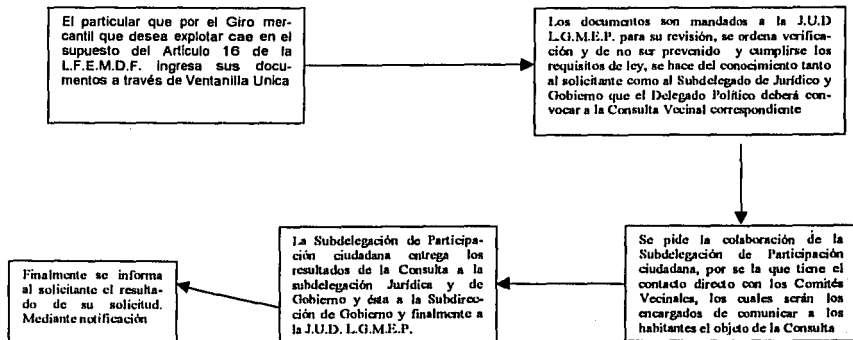 El particular que por el Giro mer-
cantil que desea explotar cae en el
supuesto del Artículo 16 de la
L.F.E.M.D.F. ingresa sus docu-
mentos a través de Ventanilla Unica
Los documentos son mandados a la J.U.D
L.G.M.E.P. para su revisión, se ordena verifica-
ción y de no ser prevenido y cumplirse los
requisitos de ley, se hace del conocimiento tanto
al solicitante como al Subdelegado de Jurídico y
Gobierno que el Delegado Político deberá con-
vocar a la Consulta Vecinal correspondiente
Se pide la colaboración de la
Subdelegación de Participación
ciudadana, por se la que tiene el
contacto directo con los Comités
Vecinales, los cuales serán los
encargados de comunicar a los
habitantes el objeto de la Consulta
La Subdelegación de Participa-
ción ciudadana entrega los
resultados de la Consulta a la
subdelegación Jurídica y de
Gobierno y ésta a la Subdirec-
ción de Gobierno y finalmente a
la J.U.D. L.G.M.E.P.
Finalmente se informa
al solicitante el resulta-
do de su solicitud.
Mediante notificación